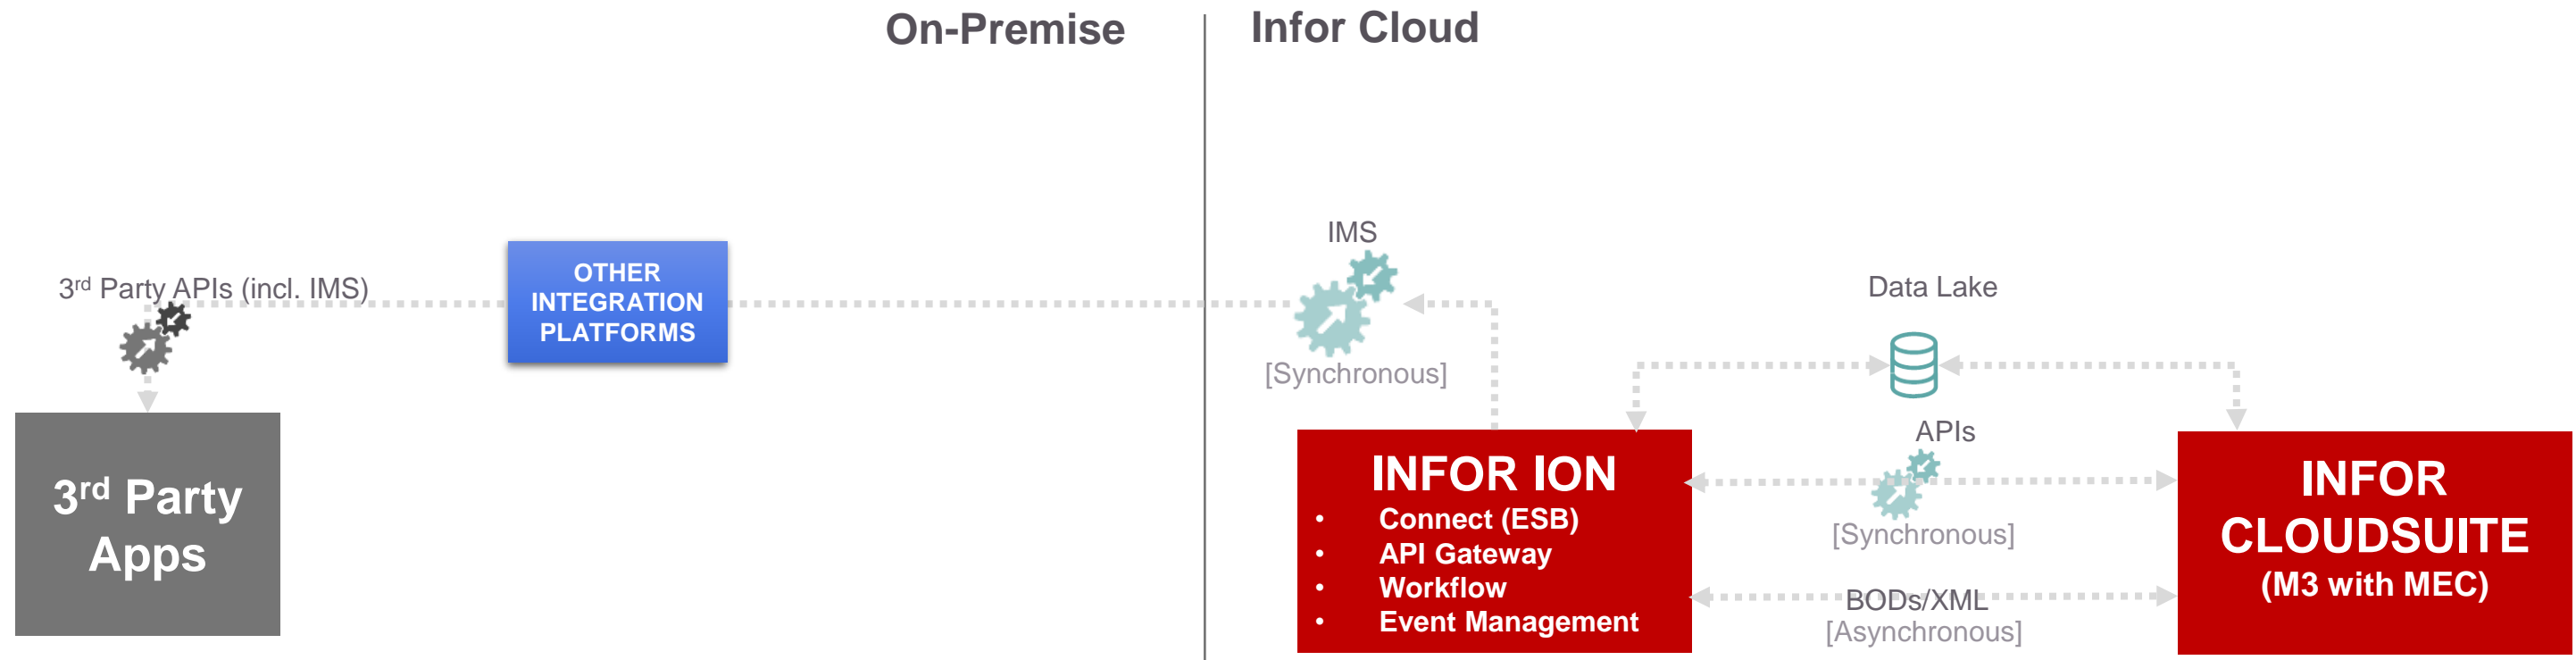 On-Premise
Infor Cloud
IMS
3rd Party APIs (incl. IMS)
OTHER
INTEGRATION
PLATFORMS
Data Lake
[Synchronous]
APIs
3rd Party
Apps
INFOR ION
• Connect (ESB)
• API Gateway
• Workflow
• Event Management
[Synchronous]
BODs/XML
[Asynchronous]
INFOR
CLOUDSUITE
(M3 with MEC)